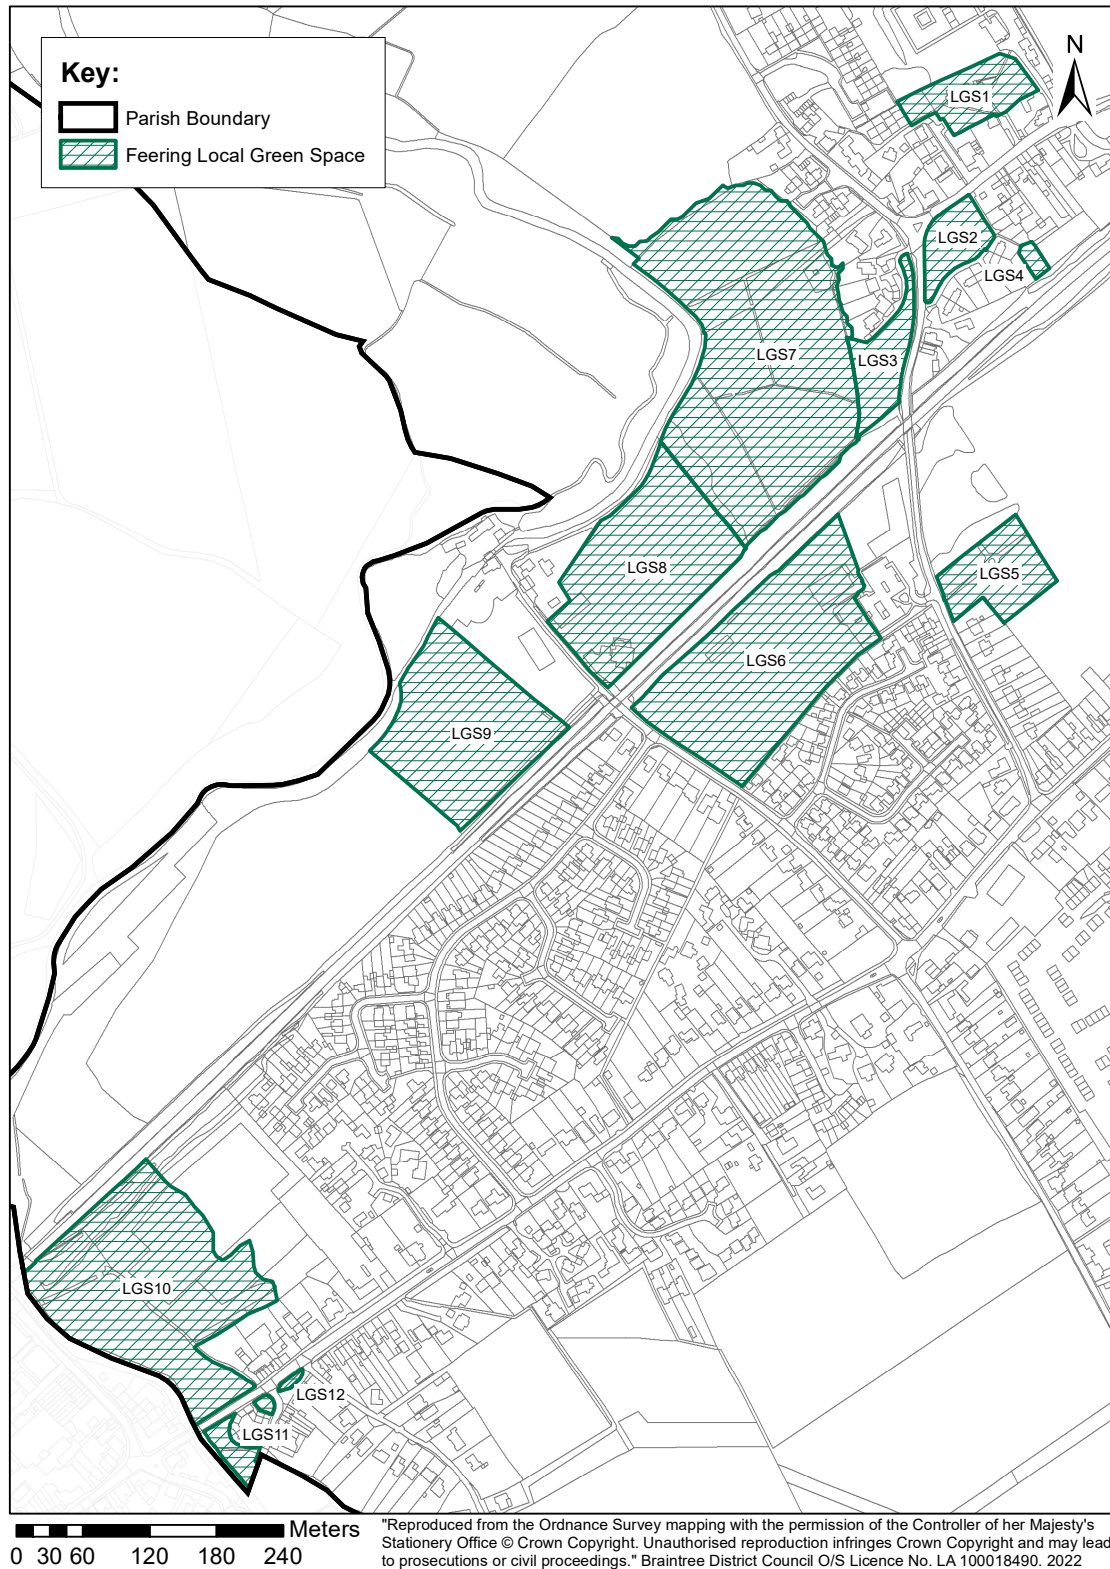 Key:
Parish Boundary
Feering Local Green Space
N
LGS1
LGS2
LGS4
LGS7
LGS3
LGS8
LGS5
LGS6
LGS9
LGS10
LGS12
LGS11
Meters
0 30 60 120 180 240
"Reproduced from the Ordnance Survey mapping with the permission of the Controller of her Majesty's
Stationery Office © Crown Copyright. Unauthorised reproduction infringes Crown Copyright and may lead
to prosecutions or civil proceedings." Braintree District Council O/S Licence No. LA 100018490. 2022